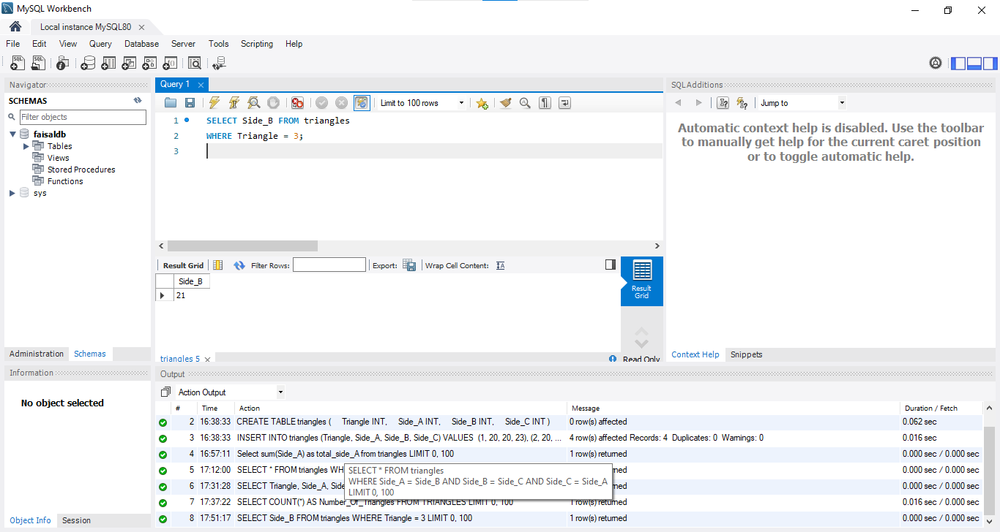 MySQL Workbench
Local instance MySQL80
File Edit View Query Database Server Tools Scripting Help
Navigator
SCHEMAS
Filter objects
faisaldb
Tables
Views
Stored Procedures
Functions
sys
Administration Schemas
Information
No object selected
Object Info Session
Query 1
Limit to 100 rows
1 SELECT Side_B FROM triangles
2 WHERE Triangle = 3;
3
Result Grid Filter Rows: Export: Wrap Cell Content:
Side_B
21
Result
Grid
triangles 5
Read Only
SQLAdditions
Jump to
Automatic context help is disabled. Use the toolbar
to manually get help for the current caret position
or to toggle automatic help.
Context Help Snippets
Output
Action Output
# Time Action Message Duration / Fetch
2 16:38:33 CREATE TABLE triangles ( Triangle INT, Side_A INT, Side_B INT, Side_C INT ) 0 row(s) affected 0.062 sec
3 16:38:33 INSERT INTO triangles (Triangle, Side_A, Side_B, Side_C) VALUES (1, 20, 20, 23), (2, 20, ... 4 row(s) affected Records: 4 Duplicates: 0 Warnings: 0 0.016 sec
4 16:57:11 Select sum(Side_A) as total_side_A from triangles LIMIT 0, 100 1 row(s) returned 0.000 sec / 0.000 sec
5 17:12:00 SELECT * FROM triangles WH 0.000 sec / 0.000 sec
6 17:31:28 SELECT Triangle, Side_A, Side 0.000 sec / 0.000 sec
7 17:37:22 SELECT COUNT(*) AS Number_Of_Triangles FROM TRIANGLES LIMIT 0, 100 1 row(s) returned 0.016 sec / 0.000 sec
8 17:51:17 SELECT Side_B FROM triangles WHERE Triangle = 3 LIMIT 0, 100 1 row(s) returned 0.000 sec / 0.000 sec
SELECT * FROM triangles
WHERE Side_A = Side_B AND Side_B = Side_C AND Side_C = Side_A
LIMIT 0, 100